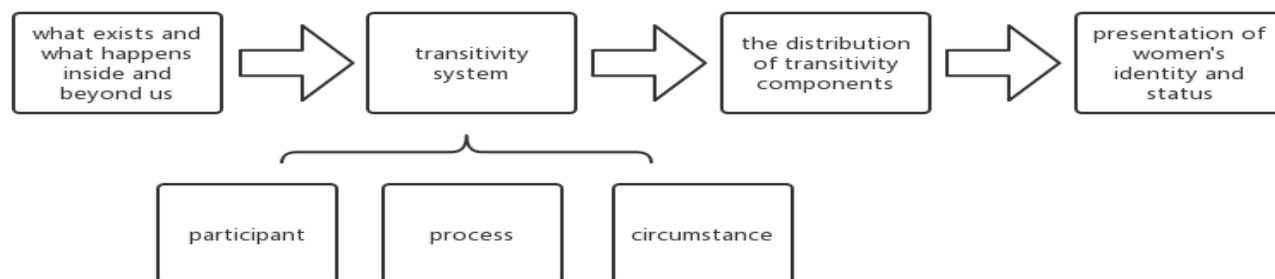 what exists and
what happens
inside and
beyond us
transitivity
system
the distribution
of transitivity
components
presentation of
women's
identity and
status
participant
process
circumstance